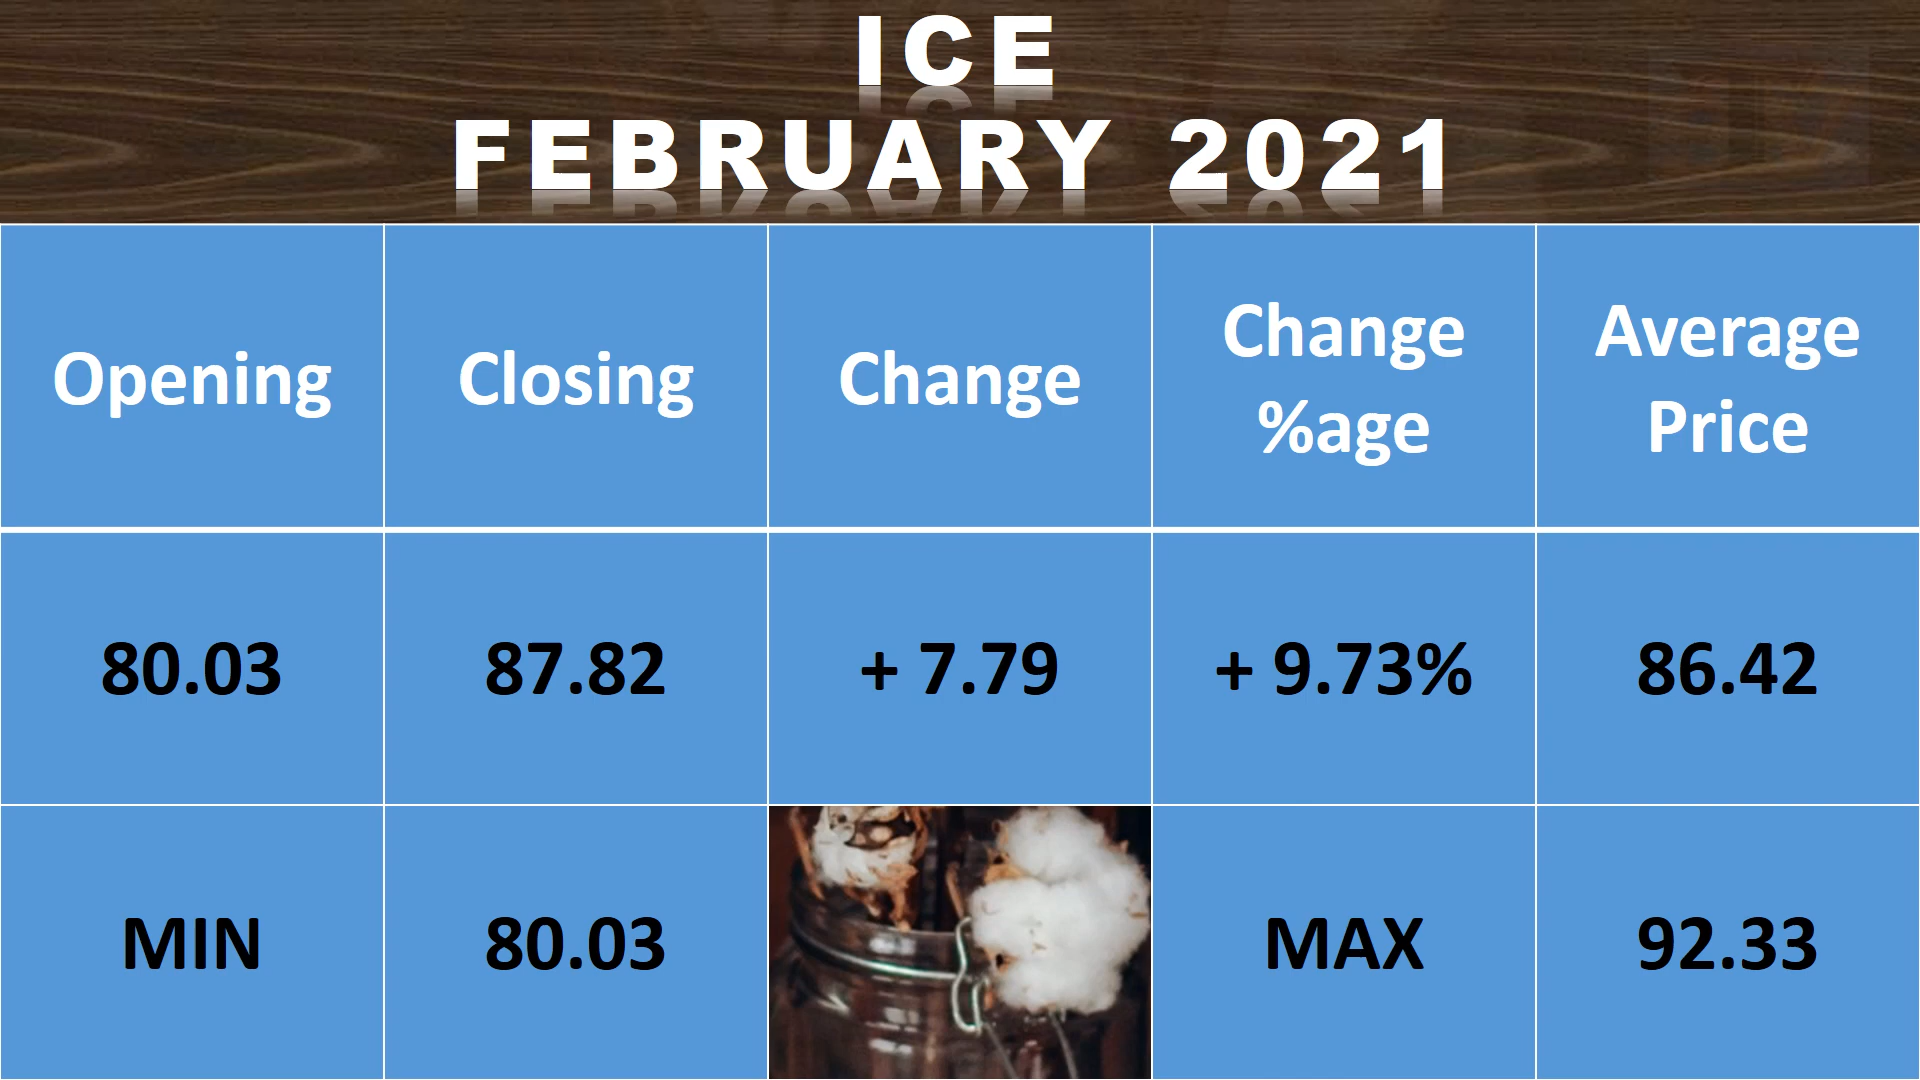 ICE
FEBRUARY 2021
Opening
Closing
Change
Change
%age
Average
Price
80.03
87.82
+ 7.79
+ 9.73%
86.42
MIN
80.03
MAX
92.33